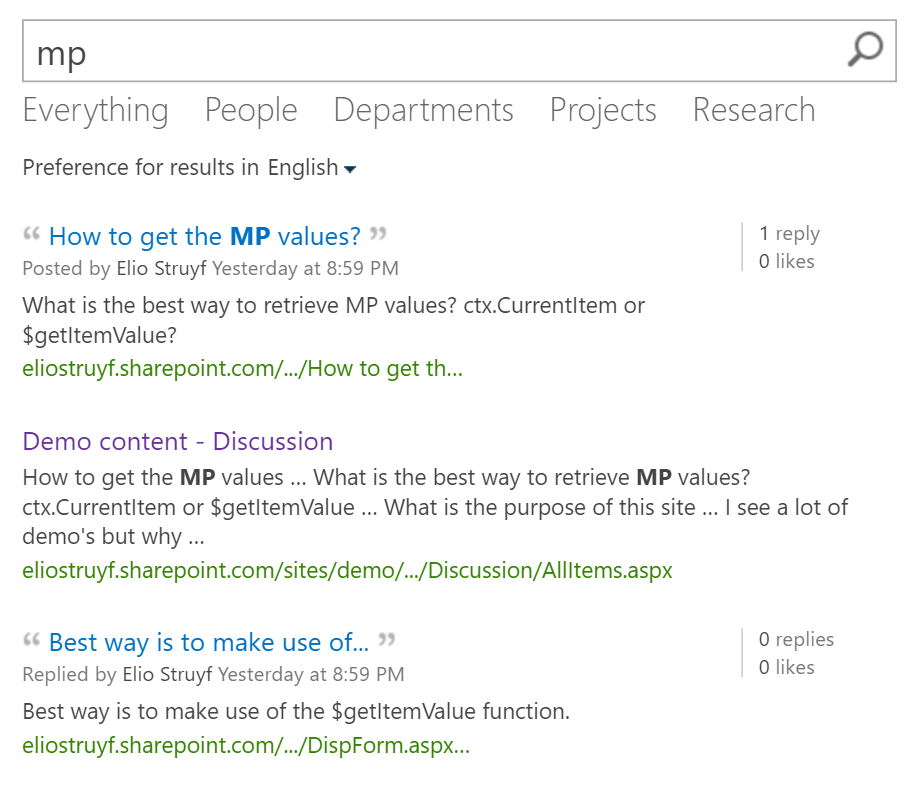 mp
Everything People Departments Projects Research
Preference for results in English
“ How to get the MP values? ”
1 reply
Posted by Elio Struyf Yesterday at 8:59 PM
0 likes
What is the best way to retrieve MP values? ctx.CurrentItem or
$getItemValue?
eliostruyf.sharepoint.com/.../How to get th...
Demo content - Discussion
How to get the MP values ... What is the best way to retrieve MP values?
ctx.CurrentItem or $getItemValue ... What is the purpose of this site ... I see a lot of
demo's but why ...
eliostruyf.sharepoint.com/sites/demo/.../Discussion/AllItems.aspx
“ Best way is to make use of... ”
0 replies
Replied by Elio Struyf Yesterday at 8:59 PM
0 likes
Best way is to make use of the $getItemValue function.
eliostruyf.sharepoint.com/.../DispForm.aspx...